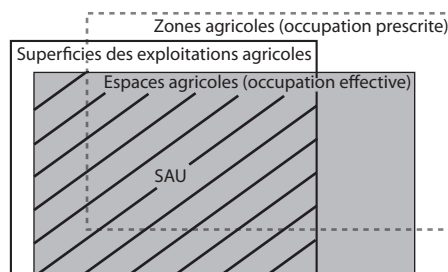 Zones agricoles (occupation prescrite)
Superficies des exploitations agricoles
Espaces agricoles (occupation effective)
SAU